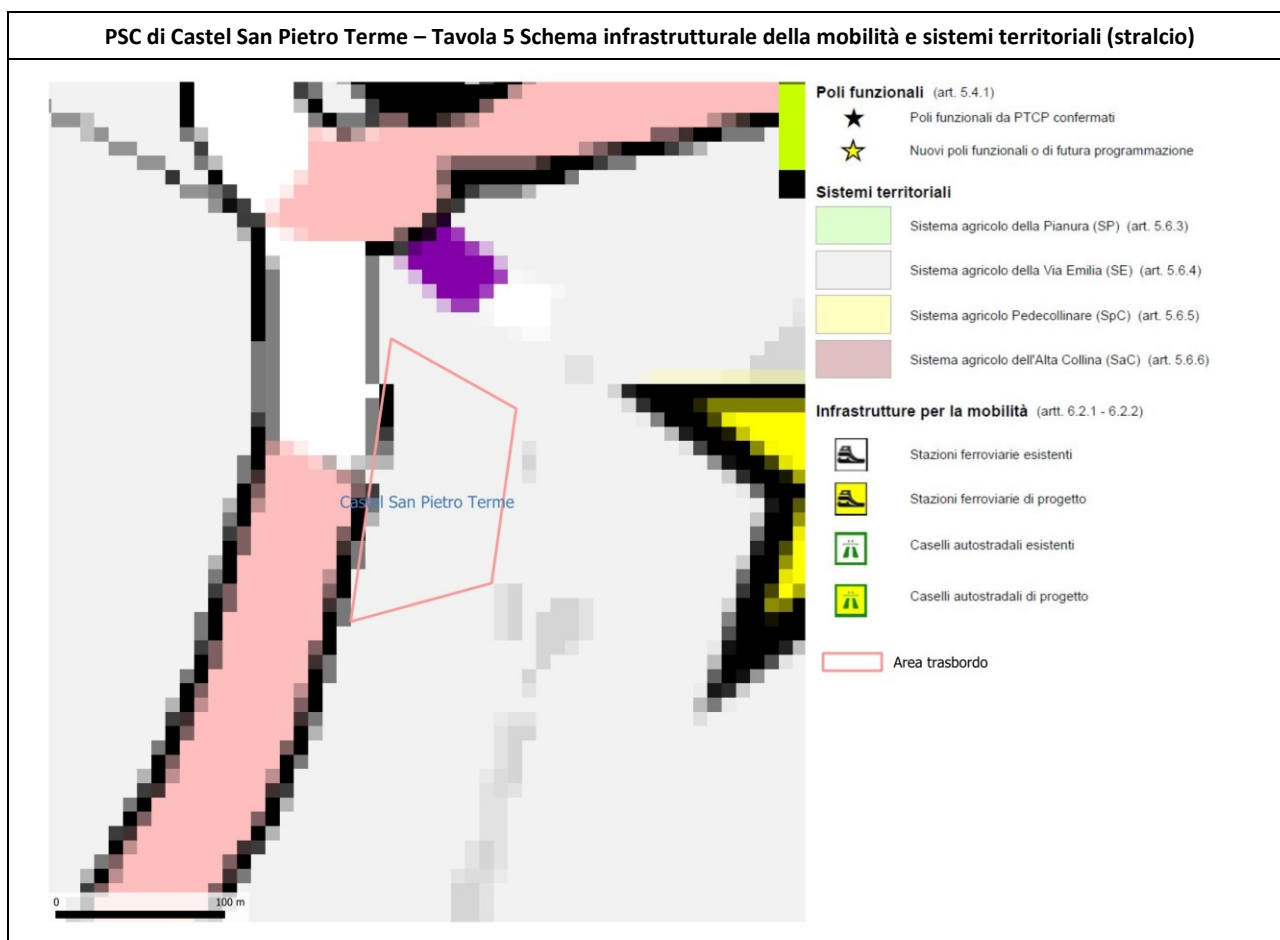 PSC di Castel San Pietro Terme – Tavola 5 Schema infrastrutturale della mobilità e sistemi territoriali (stralcio)
Poli funzionali (art. 5.4.1)
Poli funzionali da PTCP confermati
Nuovi poli funzionali o di futura programmazione
Sistemi territoriali
Sistema agricolo della Pianura (SP) (art. 5.6.3)
Sistema agricolo della Via Emilia (SE) (art. 5.6.4)
Sistema agricolo Pedecollinare (SpC) (art. 5.6.5)
Sistema agricolo dell'Alta Collina (SaC) (art. 5.6.6)
Infrastrutture per la mobilità (artt. 6.2.1 - 6.2.2)
Stazioni ferroviarie esistenti
Stazioni ferroviarie di progetto
Caselli autostradali esistenti
Caselli autostradali di progetto
Area trasbordo
Castel San Pietro Terme
0 100 m